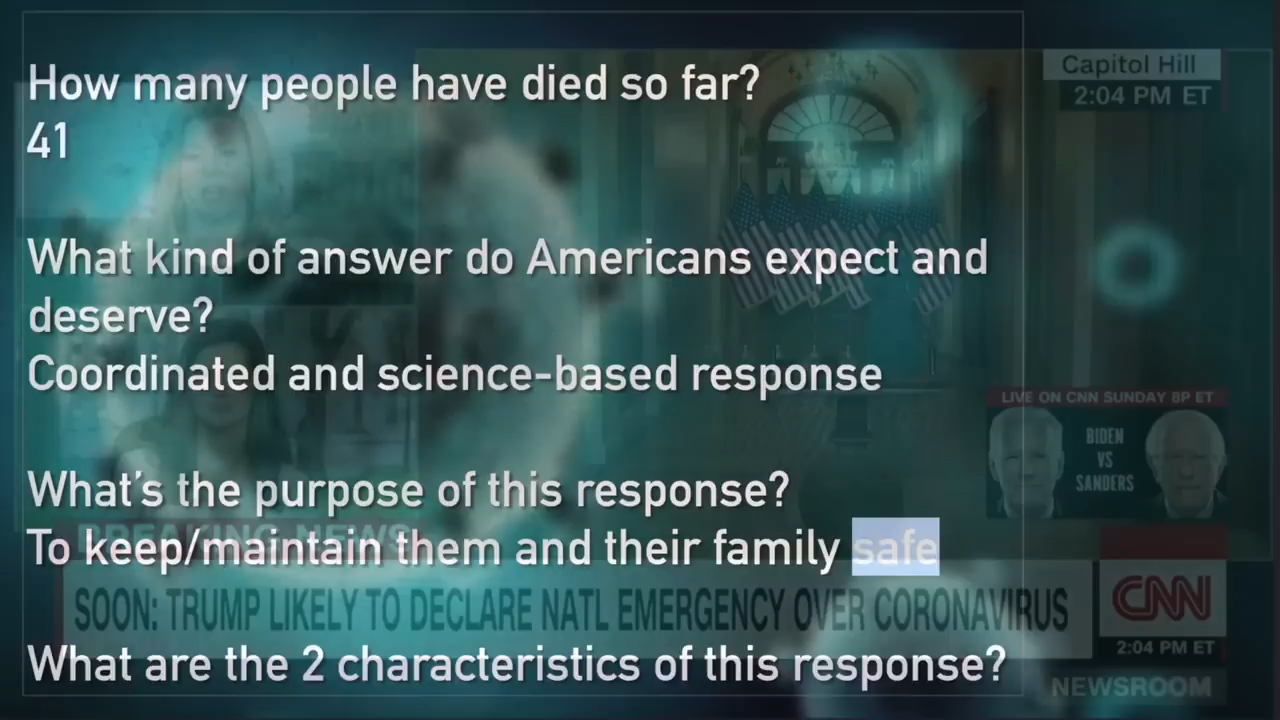 How many people have died so far?
41
What kind of answer do Americans expect and
deserve?
Coordinated and science-based response
What's the purpose of this response?
To keep/maintain them and their family safe
What are the 2 characteristics of this response?
Capitol Hill
2:04 PM ET
LIVE ON CNN SUNDAY 8P ET
BIDEN
VS
SANDERS
BREAKING NEWS
SOON: TRUMP LIKELY TO DECLARE NATL EMERGENCY OVER CORONAVIRUS
CNN
2:04 PM ET
NEWSROOM